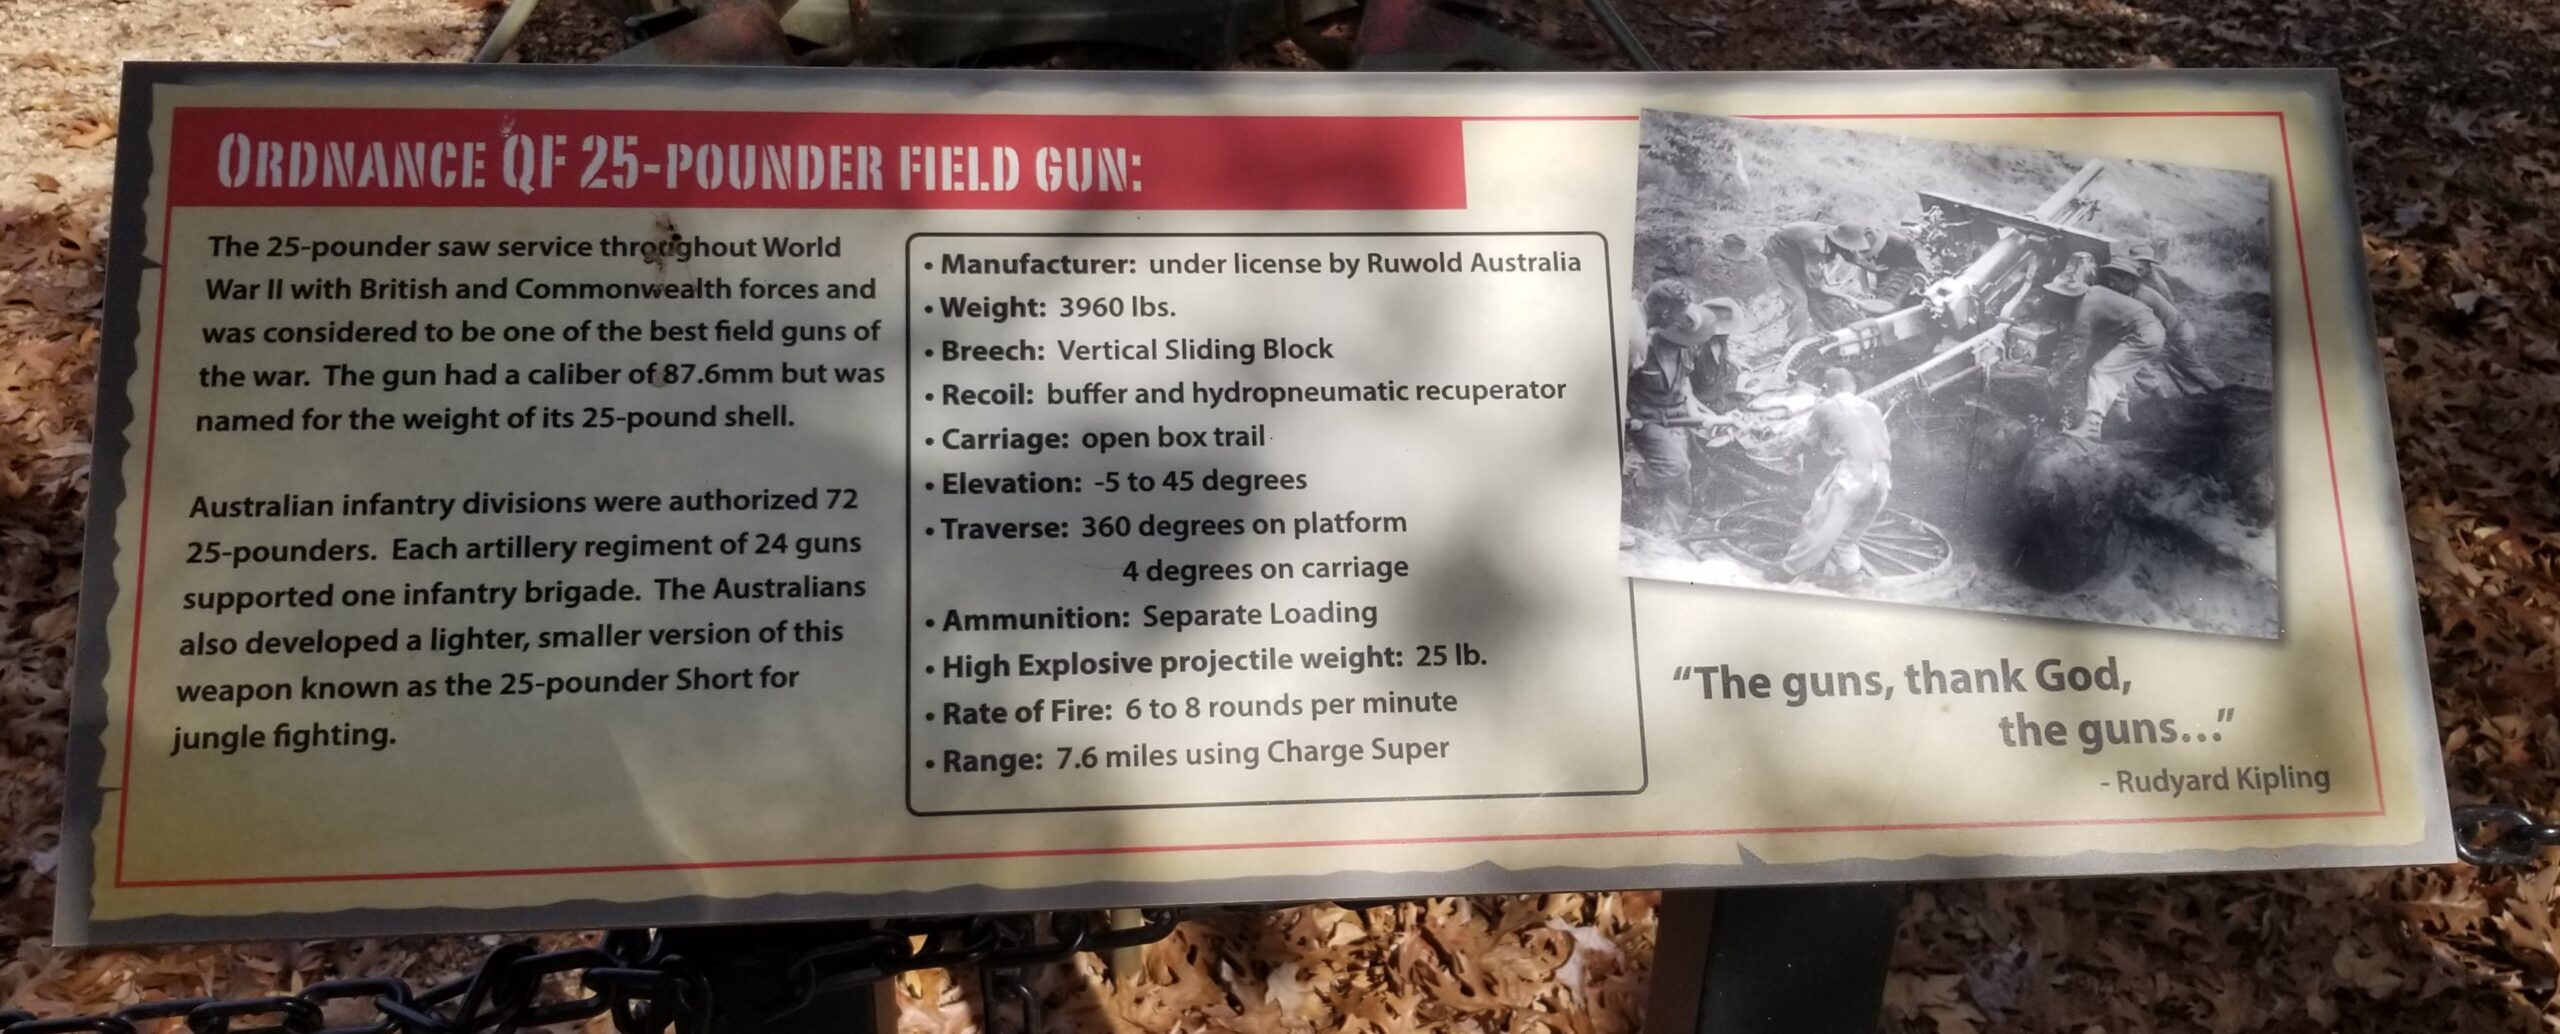 ORDNANCE QF 25-POUNDER FIELD GUN:
The 25-pounder saw service throughout World
War II with British and Commonwealth forces and
was considered to be one of the best field guns of
the war. The gun had a caliber of 87.6mm but was
named for the weight of its 25-pound shell.
Australian infantry divisions were authorized 72
25-pounders. Each artillery regiment of 24 guns
supported one infantry brigade. The Australians
also developed a lighter, smaller version of this
weapon known as the 25-pounder Short for
jungle fighting.
• Manufacturer: under license by Ruwold Australia
• Weight: 3960 lbs.
• Breech: Vertical Sliding Block
• Recoil: buffer and hydropneumatic recuperator
• Carriage: open box trail
• Elevation: -5 to 45 degrees
• Traverse: 360 degrees on platform
4 degrees on carriage
• Ammunition: Separate Loading
• High Explosive projectile weight: 25 lb.
• Rate of Fire: 6 to 8 rounds per minute
• Range: 7.6 miles using Charge Super
“The guns, thank God,
the guns...”
- Rudyard Kipling